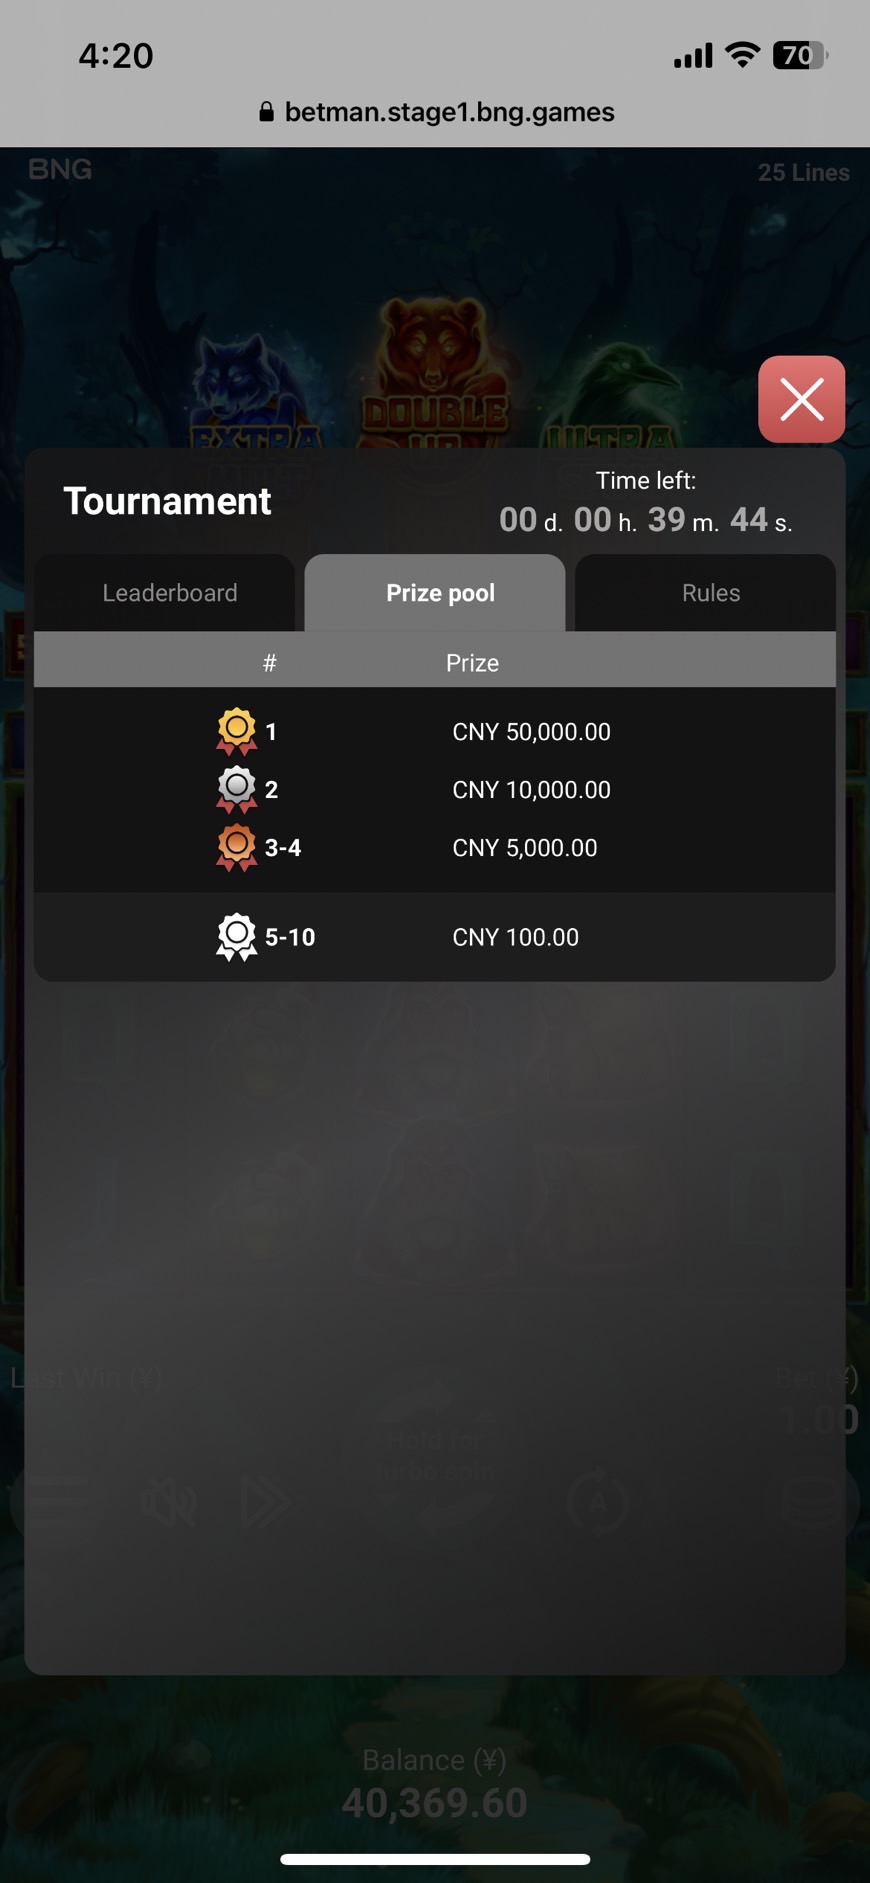 4:20
70
betman.stage1.bng.games
BNG
25 Lines
EXTRA
DOUBLE
UP
ULTRA
Tournament
Time left:
00 d. 00 h. 39 m. 44 s.
Leaderboard
Prize pool
Rules
# Prize
1 CNY 50,000.00
2 CNY 10,000.00
3-4 CNY 5,000.00
5-10 CNY 100.00
Last Win (¥)
Bet (¥)
1.00
Hold for
turbo spin
A
Balance (¥)
40,369.60